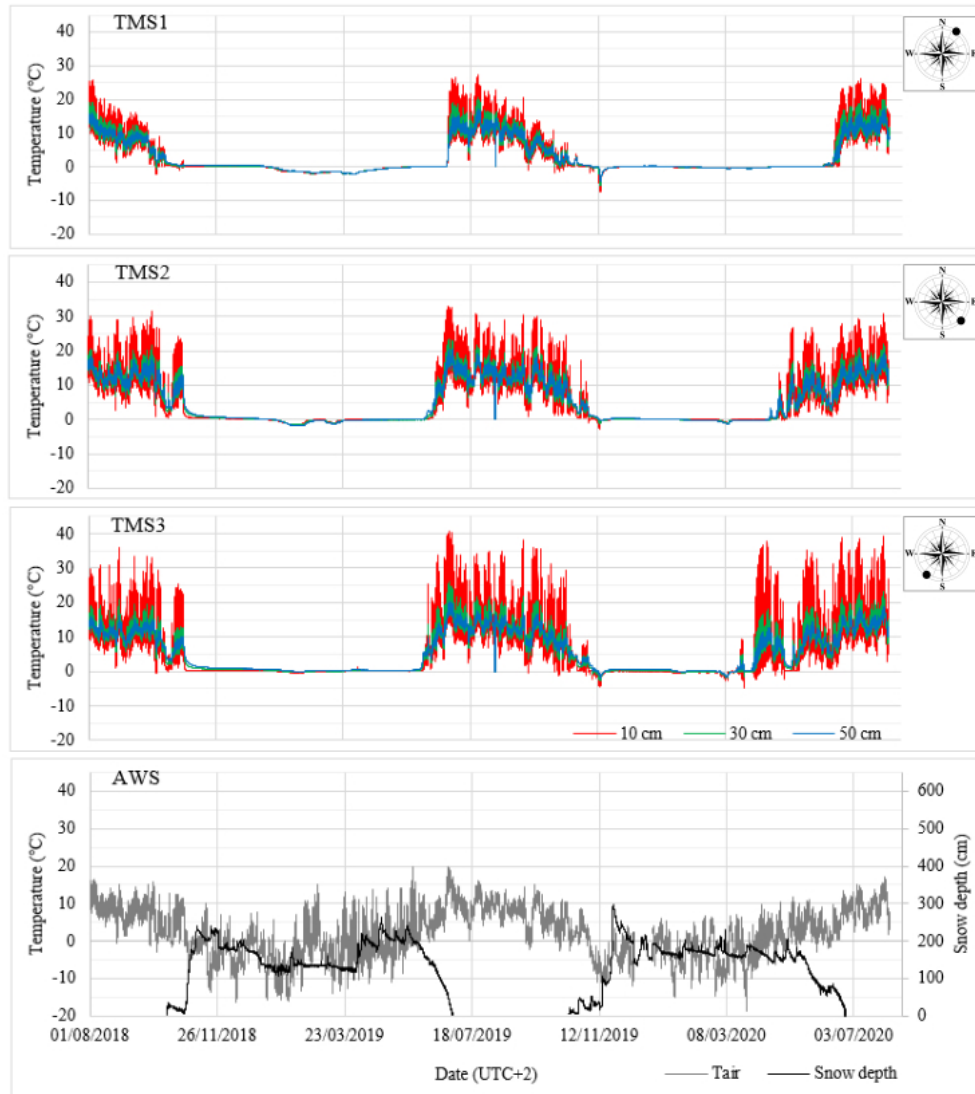 TMS1
Temperature (°C)
40
30
20
10
0
-10
-20
N
W
E
S
TMS2
Temperature (°C)
40
30
20
10
0
-10
-20
N
W
E
S
TMS3
Temperature (°C)
40
30
20
10
0
-10
-20
10 cm 30 cm 50 cm
N
W
E
S
AWS
Temperature (°C)
40
30
20
10
0
-10
-20
600
500
400
300
200
100
0
Snow depth (cm)
01/08/2018 26/11/2018 23/03/2019 18/07/2019 12/11/2019 08/03/2020 03/07/2020
Date (UTC+2)
Tair Snow depth